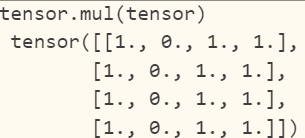 tensor.mul(tensor)
tensor([[1., 0., 1., 1.],
[1., 0., 1., 1.],
[1., 0., 1., 1.],
[1., 0., 1., 1.]])